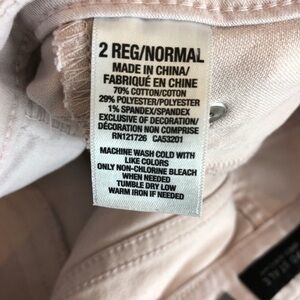 2 REG/NORMAL
MADE IN CHINA/
FABRIQUÉ EN CHINE
70% COTTON/COTON
29% POLYESTER/POLYESTER
1% SPANDEX/SPANDEX
EXCLUSIVE OF DECORATION/
DÉCORATION NON COMPRISE
RN121726 CA53201
MACHINE WASH COLD WITH
LIKE COLORS
ONLY NON-CHLORINE BLEACH
WHEN NEEDED
TUMBLE DRY LOW
WARM IRON IF NEEDED